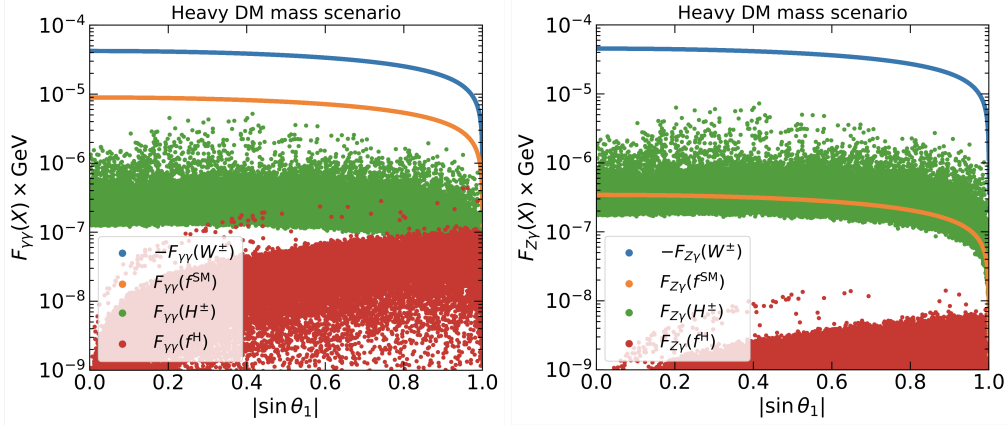 Heavy DM mass scenario
F_γγ(X) × GeV
10⁻⁴
10⁻⁵
10⁻⁶
10⁻⁷
10⁻⁸
10⁻⁹
−F_γγ(W^±)
F_γγ(f^SM)
F_γγ(H^±)
F_γγ(f^H)
0.0 0.2 0.4 0.6 0.8 1.0
|sin θ₁|
Heavy DM mass scenario
F_Zγ(X) × GeV
10⁻⁴
10⁻⁵
10⁻⁶
10⁻⁷
10⁻⁸
10⁻⁹
−F_Zγ(W^±)
F_Zγ(f^SM)
F_Zγ(H^±)
F_Zγ(f^H)
0.0 0.2 0.4 0.6 0.8 1.0
|sin θ₁|